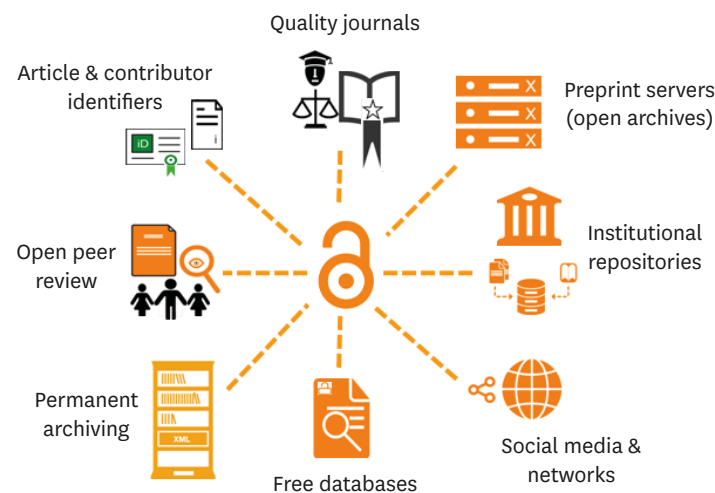 Quality journals
Article & contributor
identifiers
iD
i
Preprint servers
(open archives)
X
X
X
Open peer
review
Institutional
repositories
Permanent
archiving
XML
Free databases
Social media &
networks